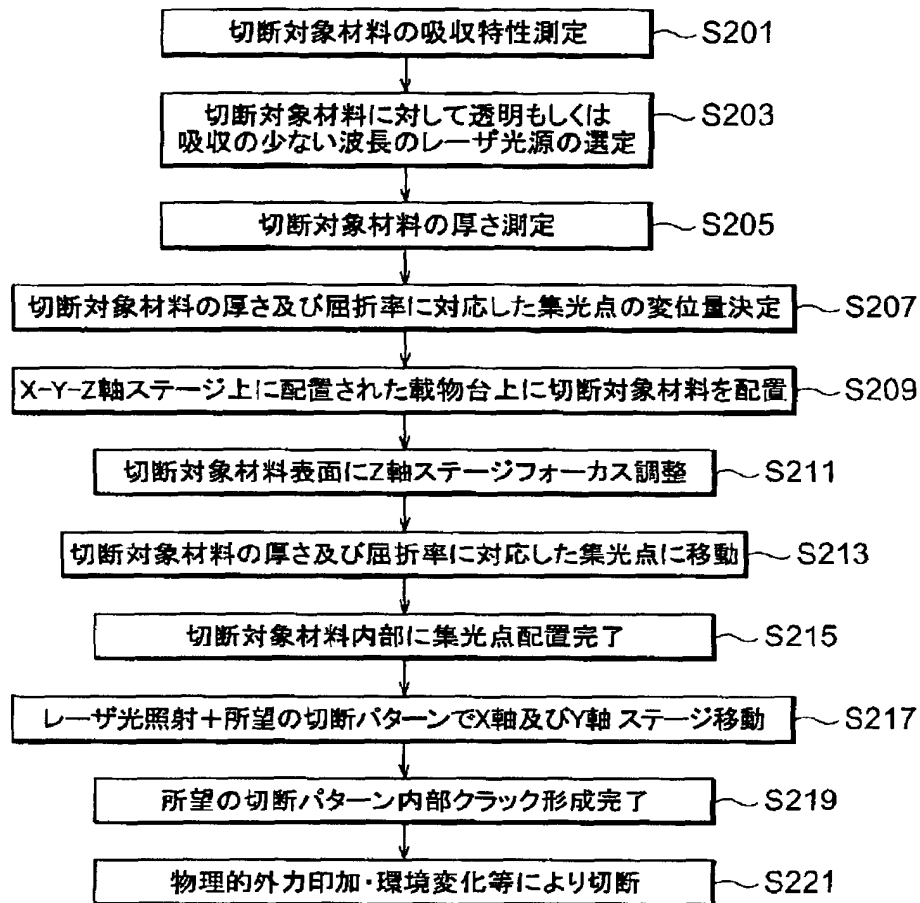 切断対象材料の吸収特性測定 S201
切断対象材料に対して透明もしくは
吸収の少ない波長のレーザ光源の選定 S203
切断対象材料の厚さ測定 S205
切断対象材料の厚さ及び屈折率に対応した集光点の変位量決定 S207
X-Y-Z軸ステージ上に配置された載物台上に切断対象材料を配置 S209
切断対象材料表面にZ軸ステージフォーカス調整 S211
切断対象材料の厚さ及び屈折率に対応した集光点に移動 S213
切断対象材料内部に集光点配置完了 S215
レーザ光照射+所望の切断パターンでX軸及びY軸 ステージ移動 S217
所望の切断パターン内部クラック形成完了 S219
物理的外力印加・環境変化等により切断 S221